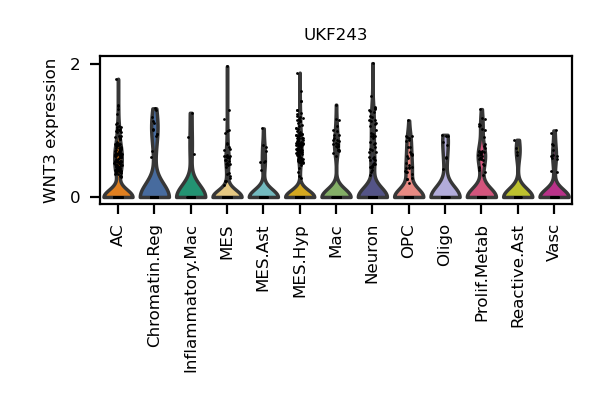 UKF243
WNT3 expression
2
0
AC
Chromatin.Reg
Inflammatory.Mac
MES
MES.Ast
MES.Hyp
Mac
Neuron
OPC
Oligo
Prolif.Metab
Reactive.Ast
Vasc